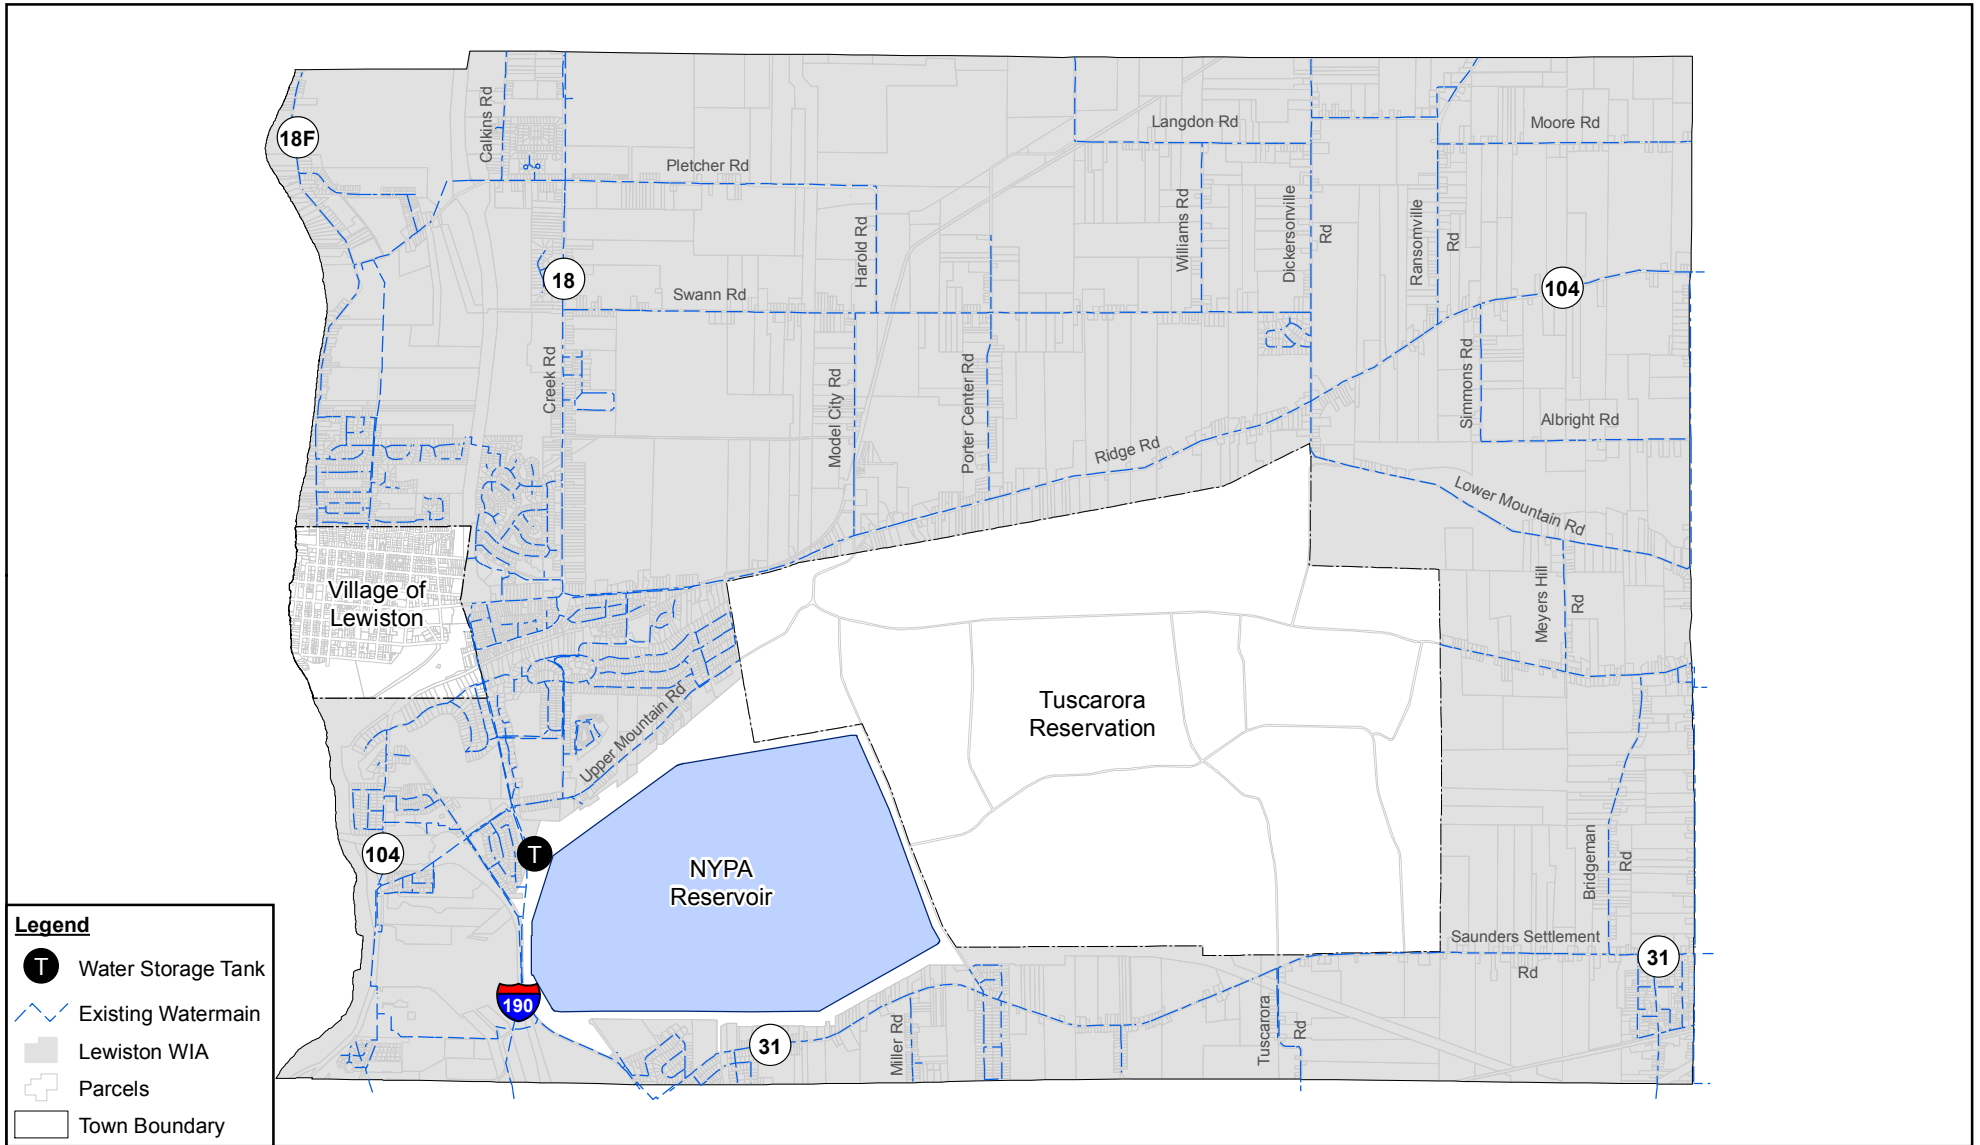 18F
Calkins Rd
Pletcher Rd
Langdon Rd
Moore Rd
Williams Rd
Dickersonville
Rd
Ransomville
Rd
Harold Rd
18
Swann Rd
104
Creek Rd
Model City Rd
Porter Center Rd
Simmons Rd
Albright Rd
Ridge Rd
Lower Mountain Rd
Village of
Lewiston
Meyers Hill
Rd
Upper Mountain Rd
Tuscarora
Reservation
104
T
NYPA
Reservoir
Bridgeman
Rd
Saunders Settlement
Rd
31
190
31
Miller Rd
Tuscarora
Rd
Legend
T
Water Storage Tank
Existing Watermain
Lewiston WIA
Parcels
Town Boundary